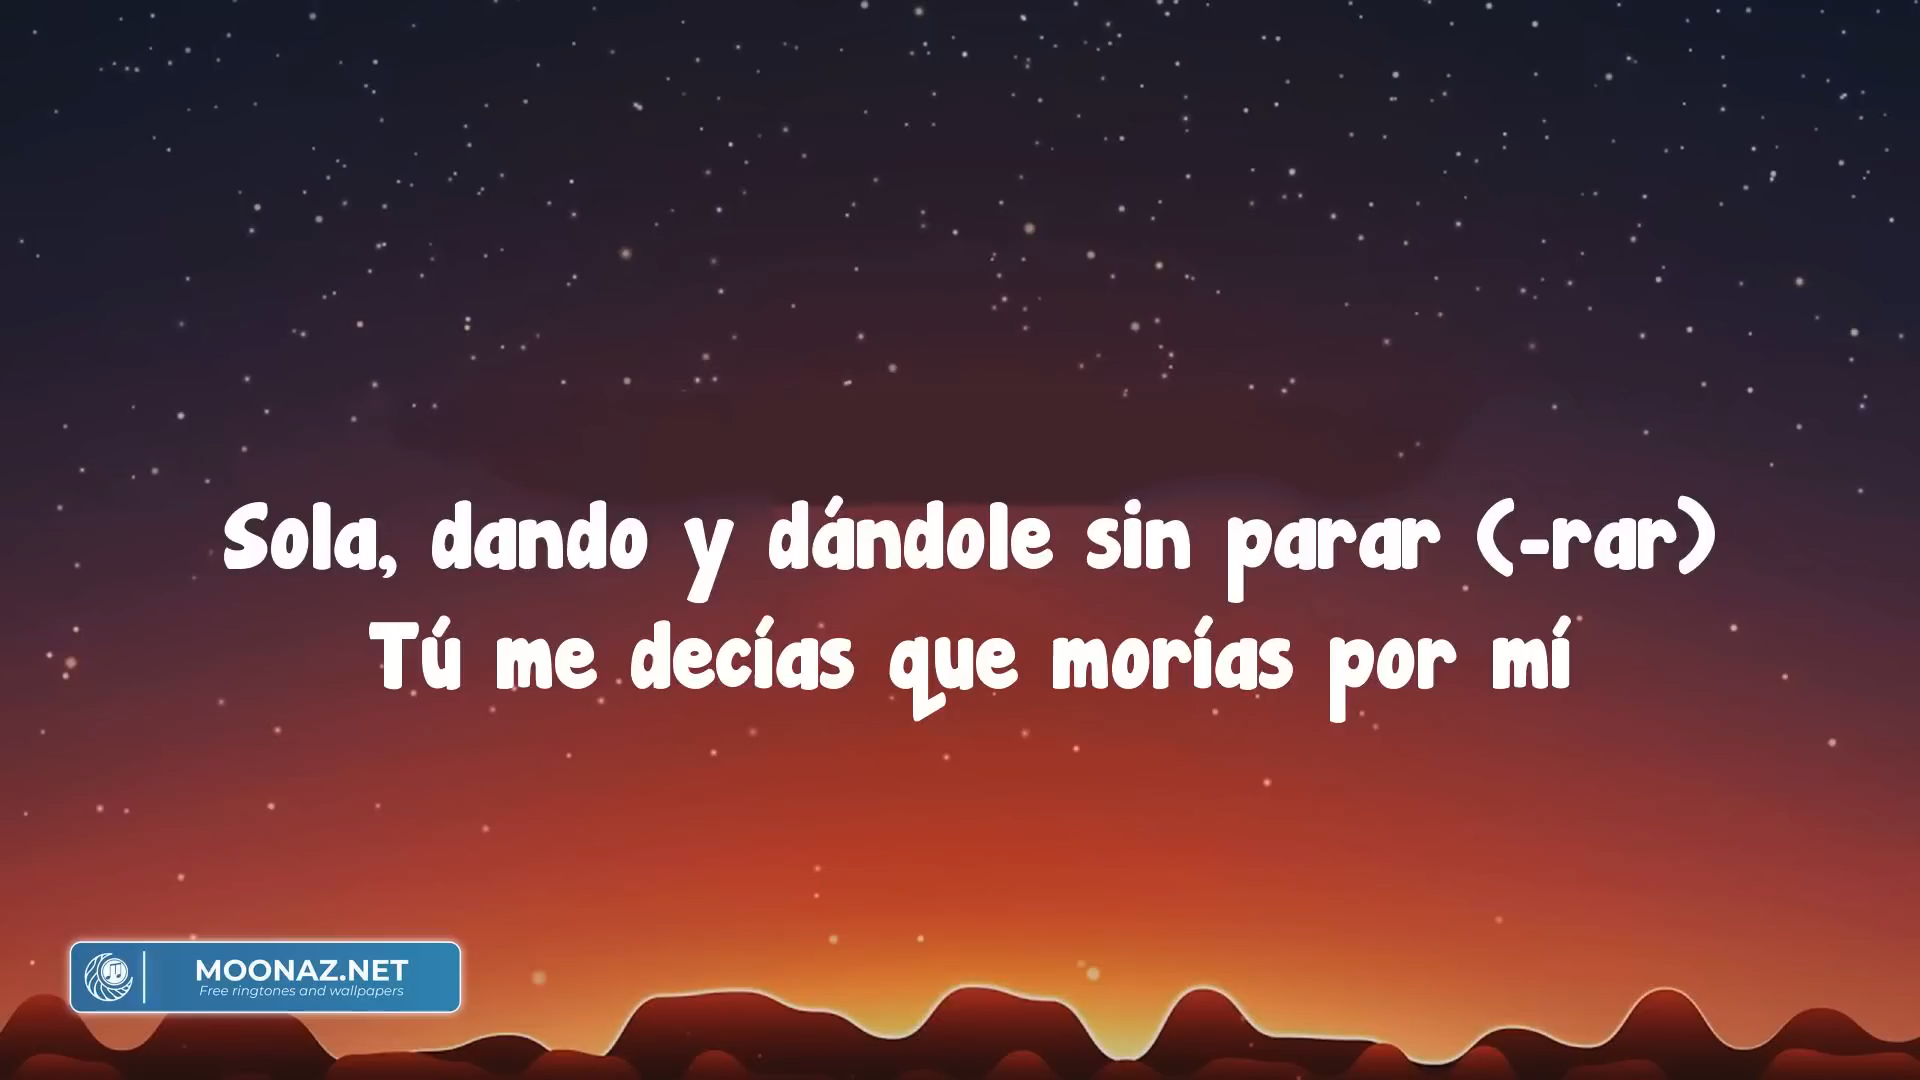 Sola, dando y dándole sin parar (-rar)
Tú me decías que morías por mí
MOONAZ.NET
Free ringtones and wallpapers